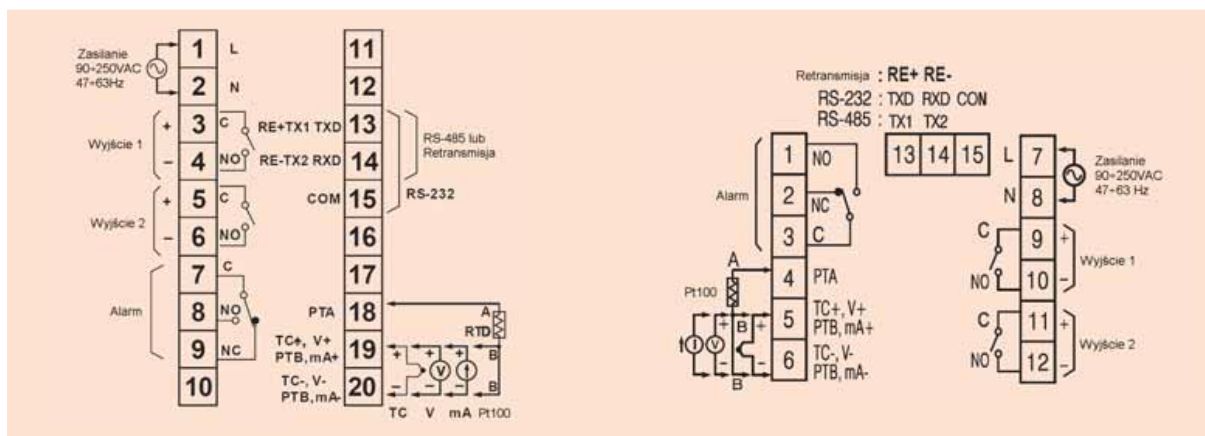 Zasilanie
90÷250VAC
47÷63Hz
1 L
2 N
Wyjście 1
+ 3 C
− 4 NO
Wyjście 2
+ 5 C
− 6 NO
Alarm
7 C
8 NO
9 NC
10
11
12
RE+TX1 TXD 13
RE-TX2 RXD 14
RS-485 lub
Retransmisja
COM 15 RS-232
16
17
PTA 18
A
RTD
TC+, V+
PTB, mA+ 19 + + + B
V
TC-, V-
PTB, mA- 20 − − − B
TC V mA Pt100
Retransmisja : RE+ RE-
RS-232 : TXD RXD CON
RS-485 : TX1 TX2
13 14 15
Alarm
1 NO
2 NC
3 C
A
Pt100
4 PTA
+ B + 5 TC+, V+
PTB, mA+
I V
− − 6 TC-, V-
PTB, mA-
B
L 7
N 8
Zasilanie
90÷250VAC
47÷63 Hz
C 9 +
NO 10 −
Wyjście 1
C 11 +
NO 12 −
Wyjście 2